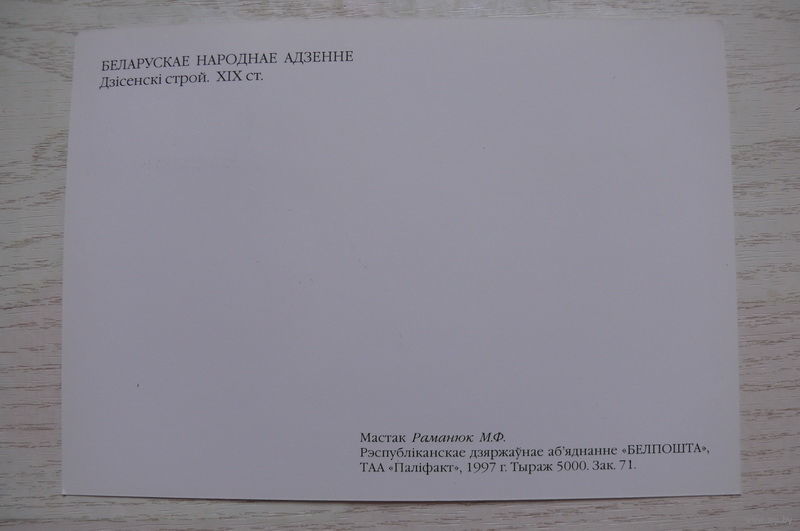 БЕЛАРУСКАЕ НАРОДНАЕ АДЗЕННЕ
Дзісенскі строй. XIX ст.
Мастак Раманюк М.Ф.
Рэспубліканскае дзяржаўнае аб'яднанне «БЕЛПОШТА»,
ТАА «Паліфакт», 1997 г. Тыраж 5000. Зак. 71.